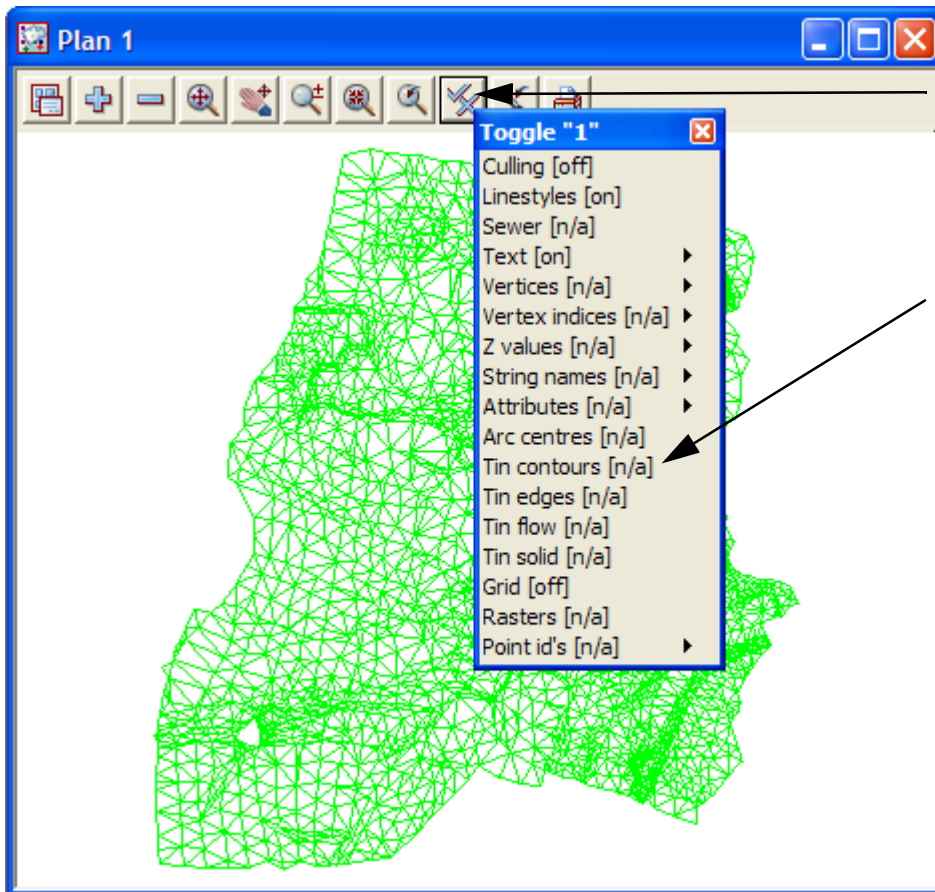 Plan 1
Toggle "1"
Culling [off]
Linestyles [on]
Sewer [n/a]
Text [on]
Vertices [n/a]
Vertex indices [n/a]
Z values [n/a]
String names [n/a]
Attributes [n/a]
Arc centres [n/a]
Tin contours [n/a]
Tin edges [n/a]
Tin flow [n/a]
Tin solid [n/a]
Grid [off]
Rasters [n/a]
Point id's [n/a]